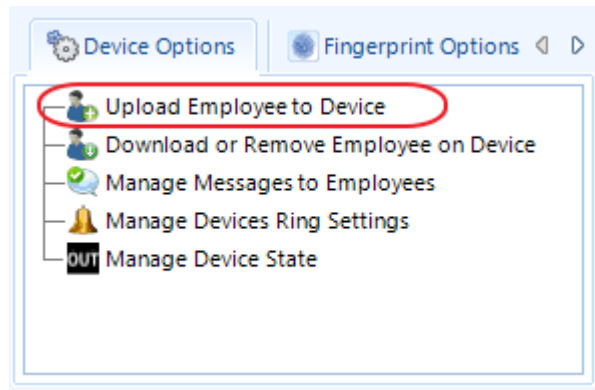 Device Options
Fingerprint Options
Upload Employee to Device
Download or Remove Employee on Device
Manage Messages to Employees
Manage Devices Ring Settings
OUT Manage Device State